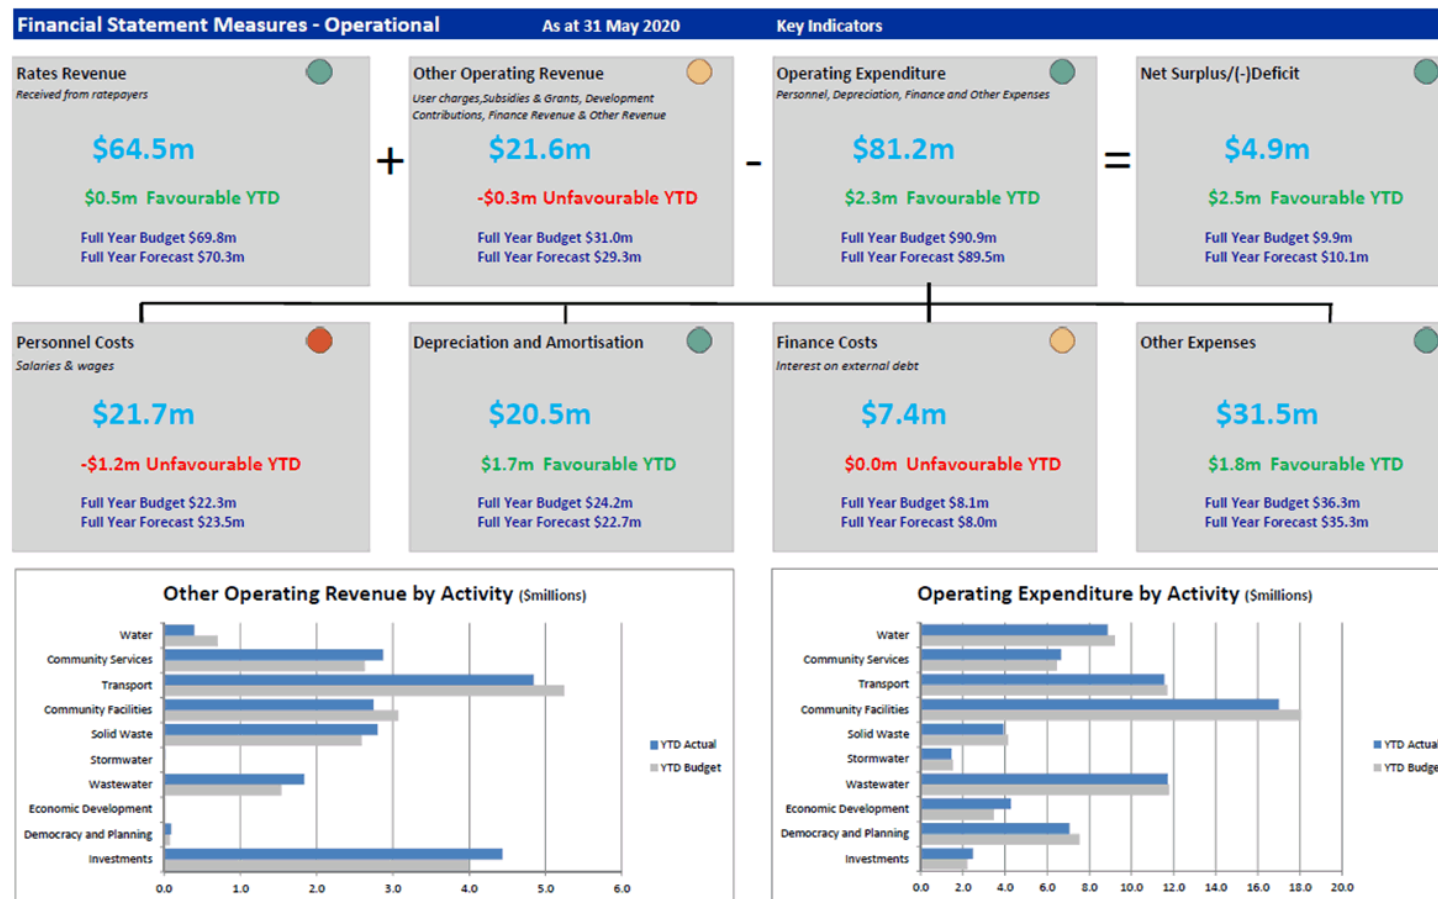 Financial Statement Measures - Operational As at 31 May 2020 Key Indicators
Rates Revenue
Received from ratepayers
$64.5m
$0.5m Favourable YTD
Full Year Budget $69.8m
Full Year Forecast $70.3m
+
Other Operating Revenue
User charges,Subsidies & Grants, Development
Contributions, Finance Revenue & Other Revenue
$21.6m
-$0.3m Unfavourable YTD
Full Year Budget $31.0m
Full Year Forecast $29.3m
-
Operating Expenditure
Personnel, Depreciation, Finance and Other Expenses
$81.2m
$2.3m Favourable YTD
Full Year Budget $90.9m
Full Year Forecast $89.5m
=
Net Surplus/(-)Deficit
$4.9m
$2.5m Favourable YTD
Full Year Budget $9.9m
Full Year Forecast $10.1m
Personnel Costs
Salaries & wages
$21.7m
-$1.2m Unfavourable YTD
Full Year Budget $22.3m
Full Year Forecast $23.5m
Depreciation and Amortisation
$20.5m
$1.7m Favourable YTD
Full Year Budget $24.2m
Full Year Forecast $22.7m
Finance Costs
Interest on external debt
$7.4m
$0.0m Unfavourable YTD
Full Year Budget $8.1m
Full Year Forecast $8.0m
Other Expenses
$31.5m
$1.8m Favourable YTD
Full Year Budget $36.3m
Full Year Forecast $35.3m
Other Operating Revenue by Activity ($millions)
Water
Community Services
Transport
Community Facilities
Solid Waste
Stormwater
Wastewater
Economic Development
Democracy and Planning
Investments
0.0 1.0 2.0 3.0 4.0 5.0 6.0
YTD Actual
YTD Budget
Operating Expenditure by Activity ($millions)
Water
Community Services
Transport
Community Facilities
Solid Waste
Stormwater
Wastewater
Economic Development
Democracy and Planning
Investments
0.0 2.0 4.0 6.0 8.0 10.0 12.0 14.0 16.0 18.0 20.0
YTD Actual
YTD Budge